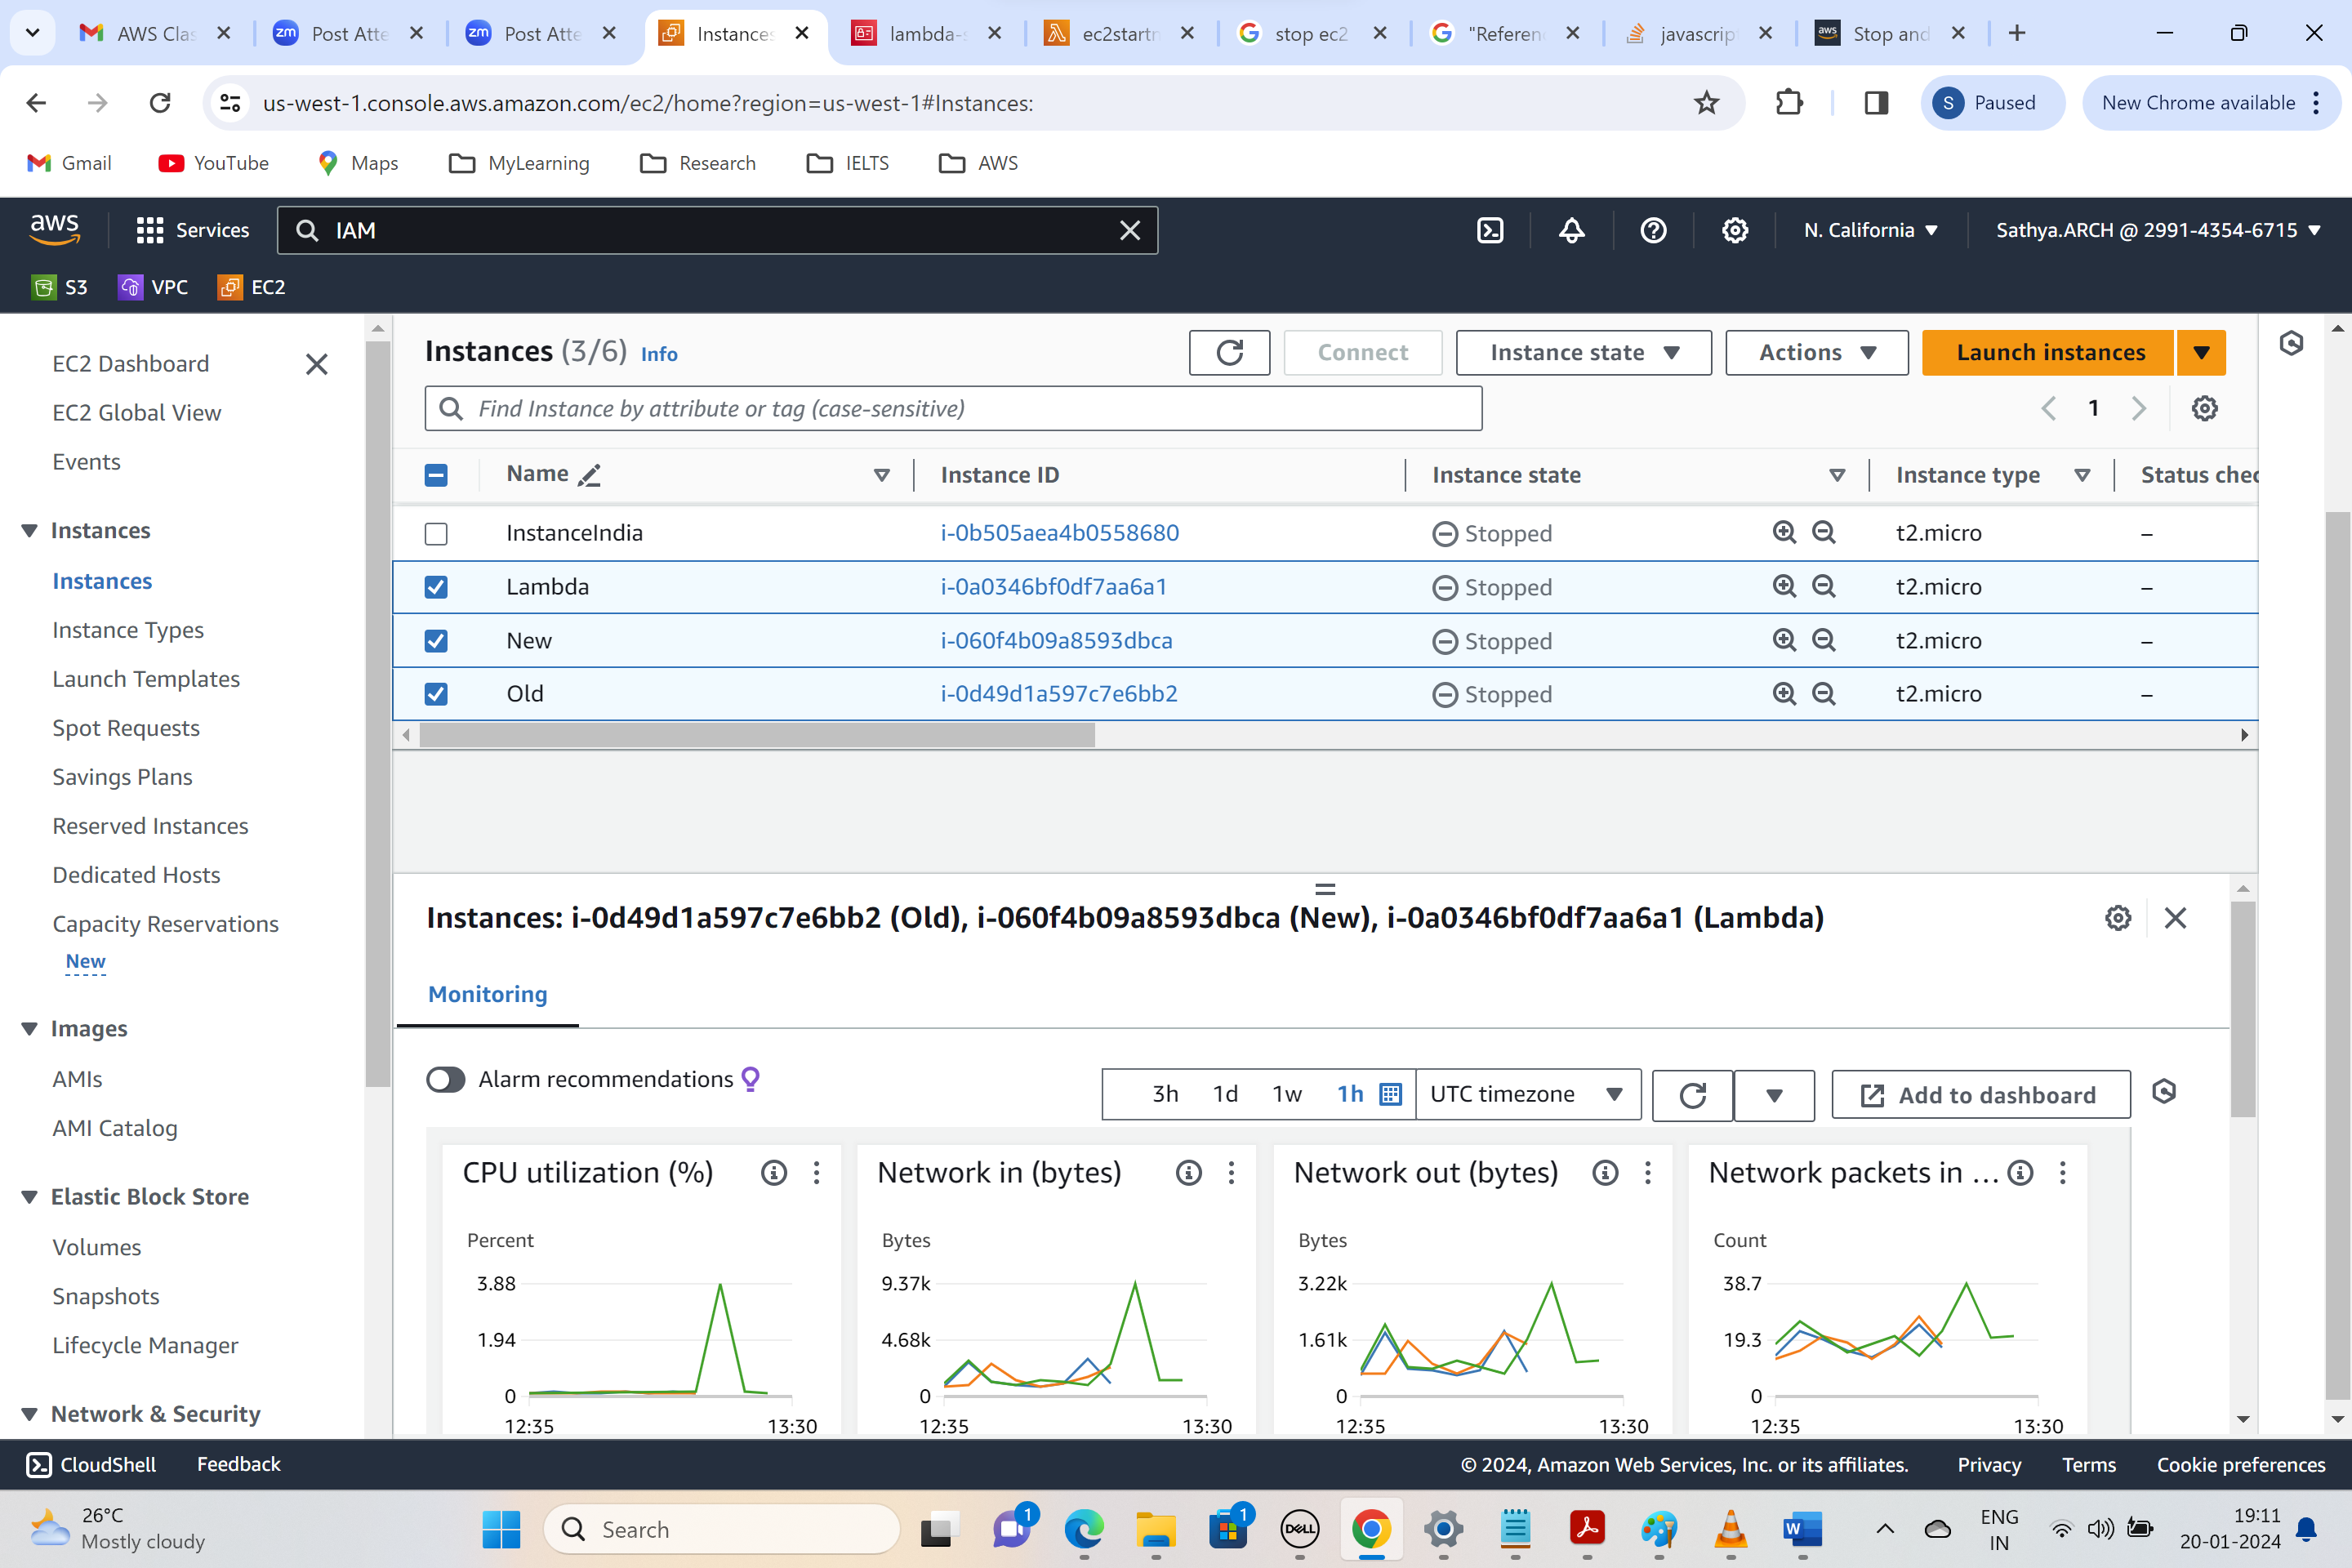 AWS Clas
Post Atte
Post Atte
Instances
lambda-s
ec2startn
stop ec2
"Referen
javascrip
Stop and
us-west-1.console.aws.amazon.com/ec2/home?region=us-west-1#Instances:
S Paused
New Chrome available
Gmail
YouTube
Maps
MyLearning
Research
IELTS
AWS
aws
Services
IAM
N. California
Sathya.ARCH @ 2991-4354-6715
S3
VPC
EC2
EC2 Dashboard
EC2 Global View
Events
Instances
Instances
Instance Types
Launch Templates
Spot Requests
Savings Plans
Reserved Instances
Dedicated Hosts
Capacity Reservations
New
Images
AMIs
AMI Catalog
Elastic Block Store
Volumes
Snapshots
Lifecycle Manager
Network & Security
Instances (3/6) Info
Connect
Instance state
Actions
Launch instances
Find Instance by attribute or tag (case-sensitive)
1
Name
Instance ID
Instance state
Instance type
Status chec
InstanceIndia i-0b505aea4b0558680 Stopped t2.micro –
Lambda i-0a0346bf0df7aa6a1 Stopped t2.micro –
New i-060f4b09a8593dbca Stopped t2.micro –
Old i-0d49d1a597c7e6bb2 Stopped t2.micro –
Instances: i-0d49d1a597c7e6bb2 (Old), i-060f4b09a8593dbca (New), i-0a0346bf0df7aa6a1 (Lambda)
Monitoring
Alarm recommendations
3h 1d 1w 1h
UTC timezone
Add to dashboard
CPU utilization (%)
Percent
3.88
1.94
0
12:35 13:30
Network in (bytes)
Bytes
9.37k
4.68k
0
12:35 13:30
Network out (bytes)
Bytes
3.22k
1.61k
0
12:35 13:30
Network packets in ...
Count
38.7
19.3
0
12:35 13:30
CloudShell
Feedback
© 2024, Amazon Web Services, Inc. or its affiliates.
Privacy
Terms
Cookie preferences
26°C
Mostly cloudy
Search
1
1
DELL
ENG
IN
19:11
20-01-2024